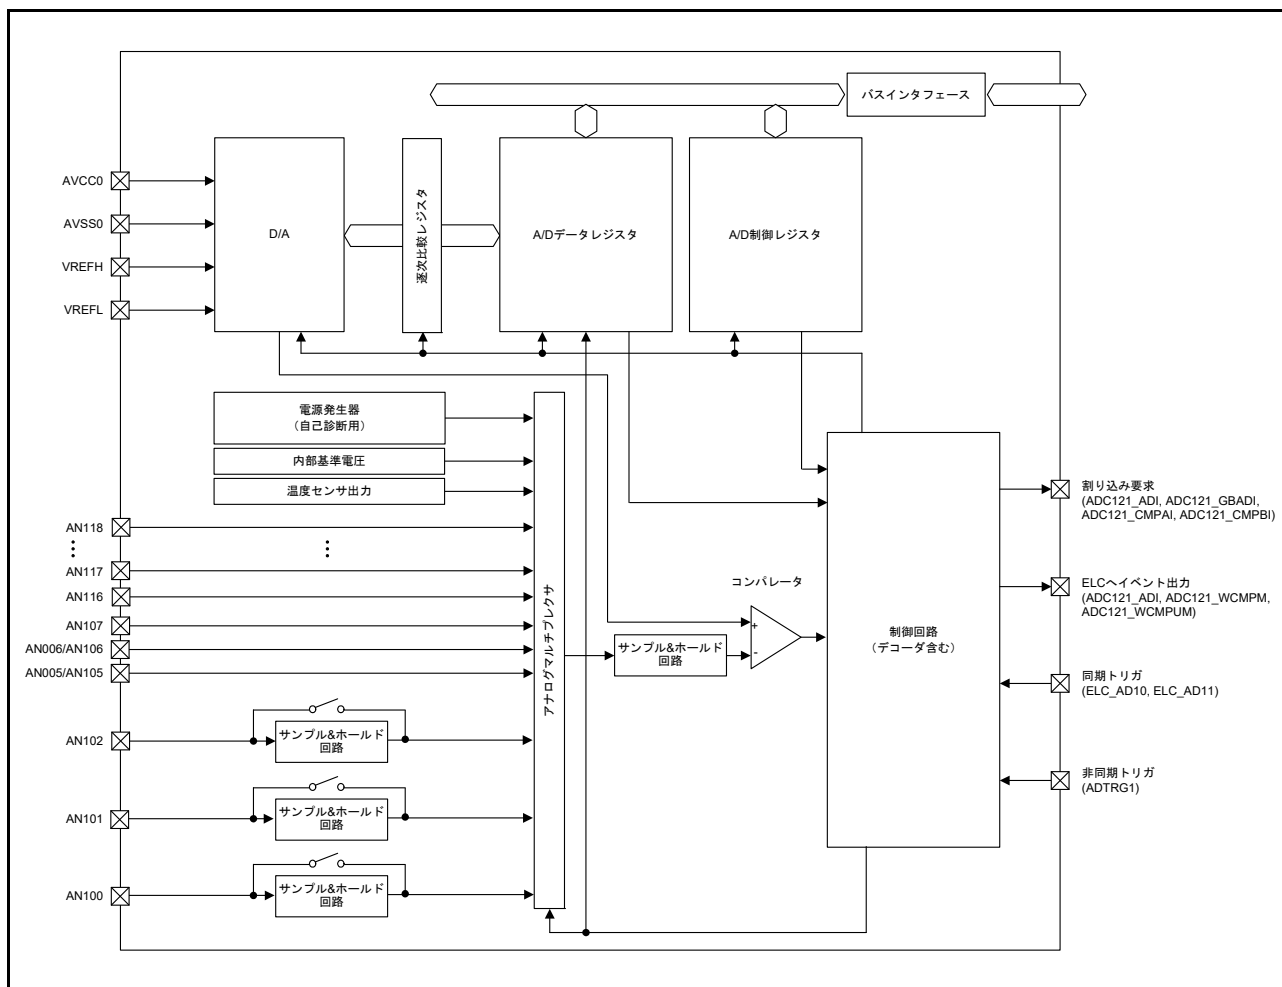 バスインタフェース
AVCC0
AVSS0
VREFH
VREFL
D/A
逐次比較レジスタ
A/Dデータレジスタ
A/D制御レジスタ
電源発生器
（自己診断用）
内部基準電圧
温度センサ出力
AN118
AN117
AN116
AN107
AN006/AN106
AN005/AN105
AN102
AN101
AN100
サンプル&ホールド
回路
サンプル&ホールド
回路
サンプル&ホールド
回路
アナログマルチプレクサ
サンプル&ホールド
回路
コンパレータ
+
-
制御回路
（デコーダ含む）
割り込み要求
(ADC121_ADI, ADC121_GBADI,
ADC121_CMPAI, ADC121_CMPBI)
ELCへイベント出力
(ADC121_ADI, ADC121_WCMPM,
ADC121_WCMPUM)
同期トリガ
(ELC_AD10, ELC_AD11)
非同期トリガ
(ADTRG1)